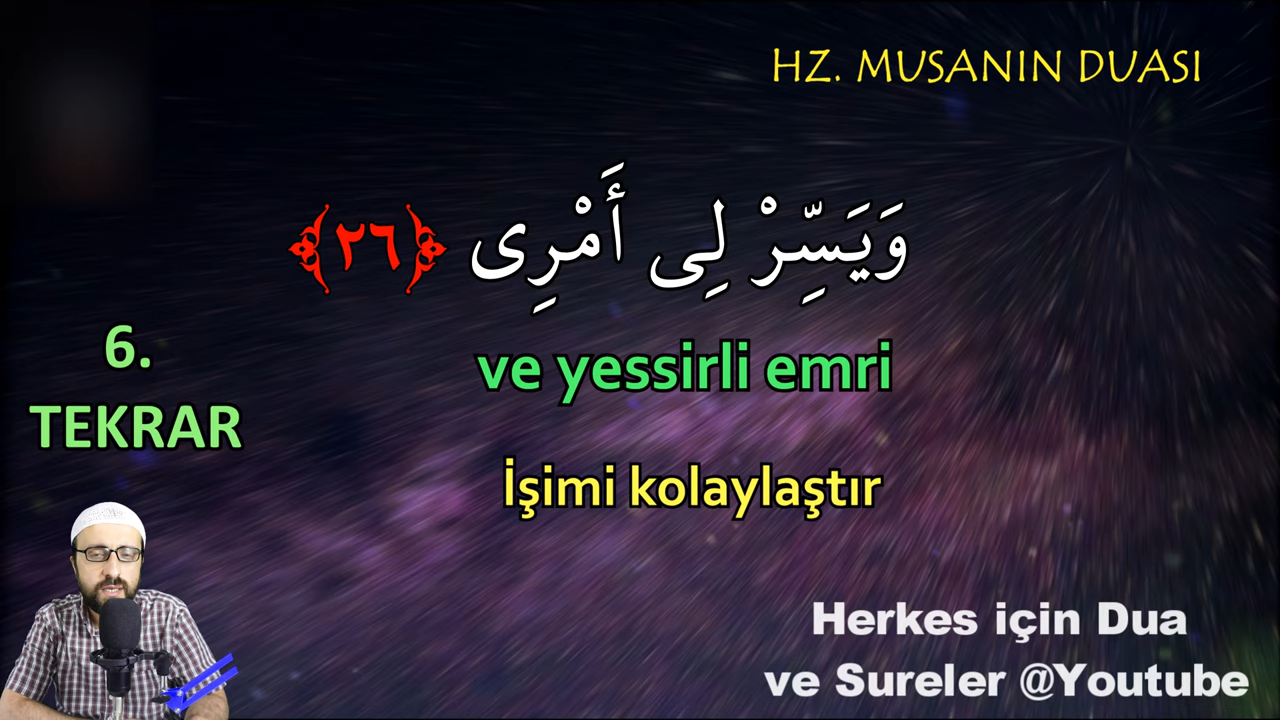 HZ. MUSANIN DUASI
وَيَسِّرْ لِى أَمْرِى ﴿٢٦﴾
6.
TEKRAR
ve yessirli emri
İşimi kolaylaştır
Herkes için Dua
ve Sureler @Youtube